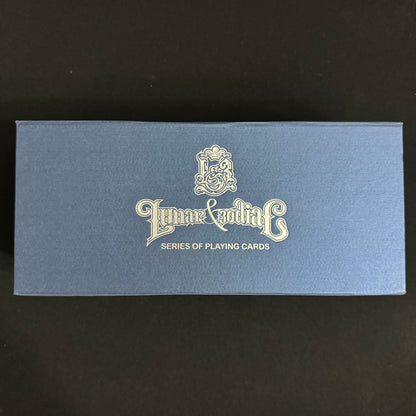 L&Z
Lunar & Zodiac
SERIES OF PLAYING CARDS